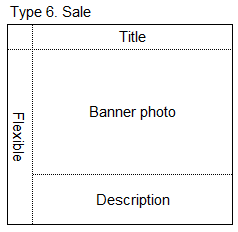 Type 6. Sale
Title
Flexible
Banner photo
Description